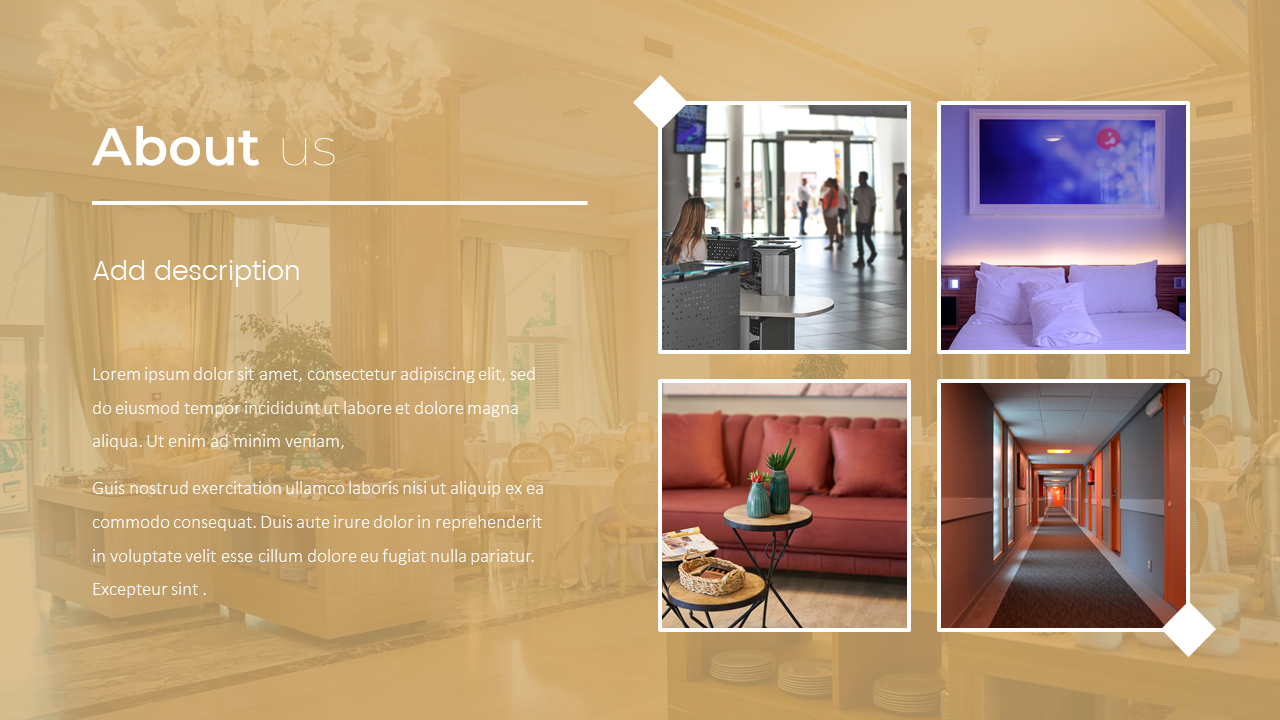 About us
Add description
Lorem ipsum dolor sit amet, consectetur adipiscing elit, sed
do eiusmod tempor incididunt ut labore et dolore magna
aliqua. Ut enim ad minim veniam,
Guis nostrud exercitation ullamco laboris nisi ut aliquip ex ea
commodo consequat. Duis aute irure dolor in reprehenderit
in voluptate velit esse cillum dolore eu fugiat nulla pariatur.
Excepteur sint .